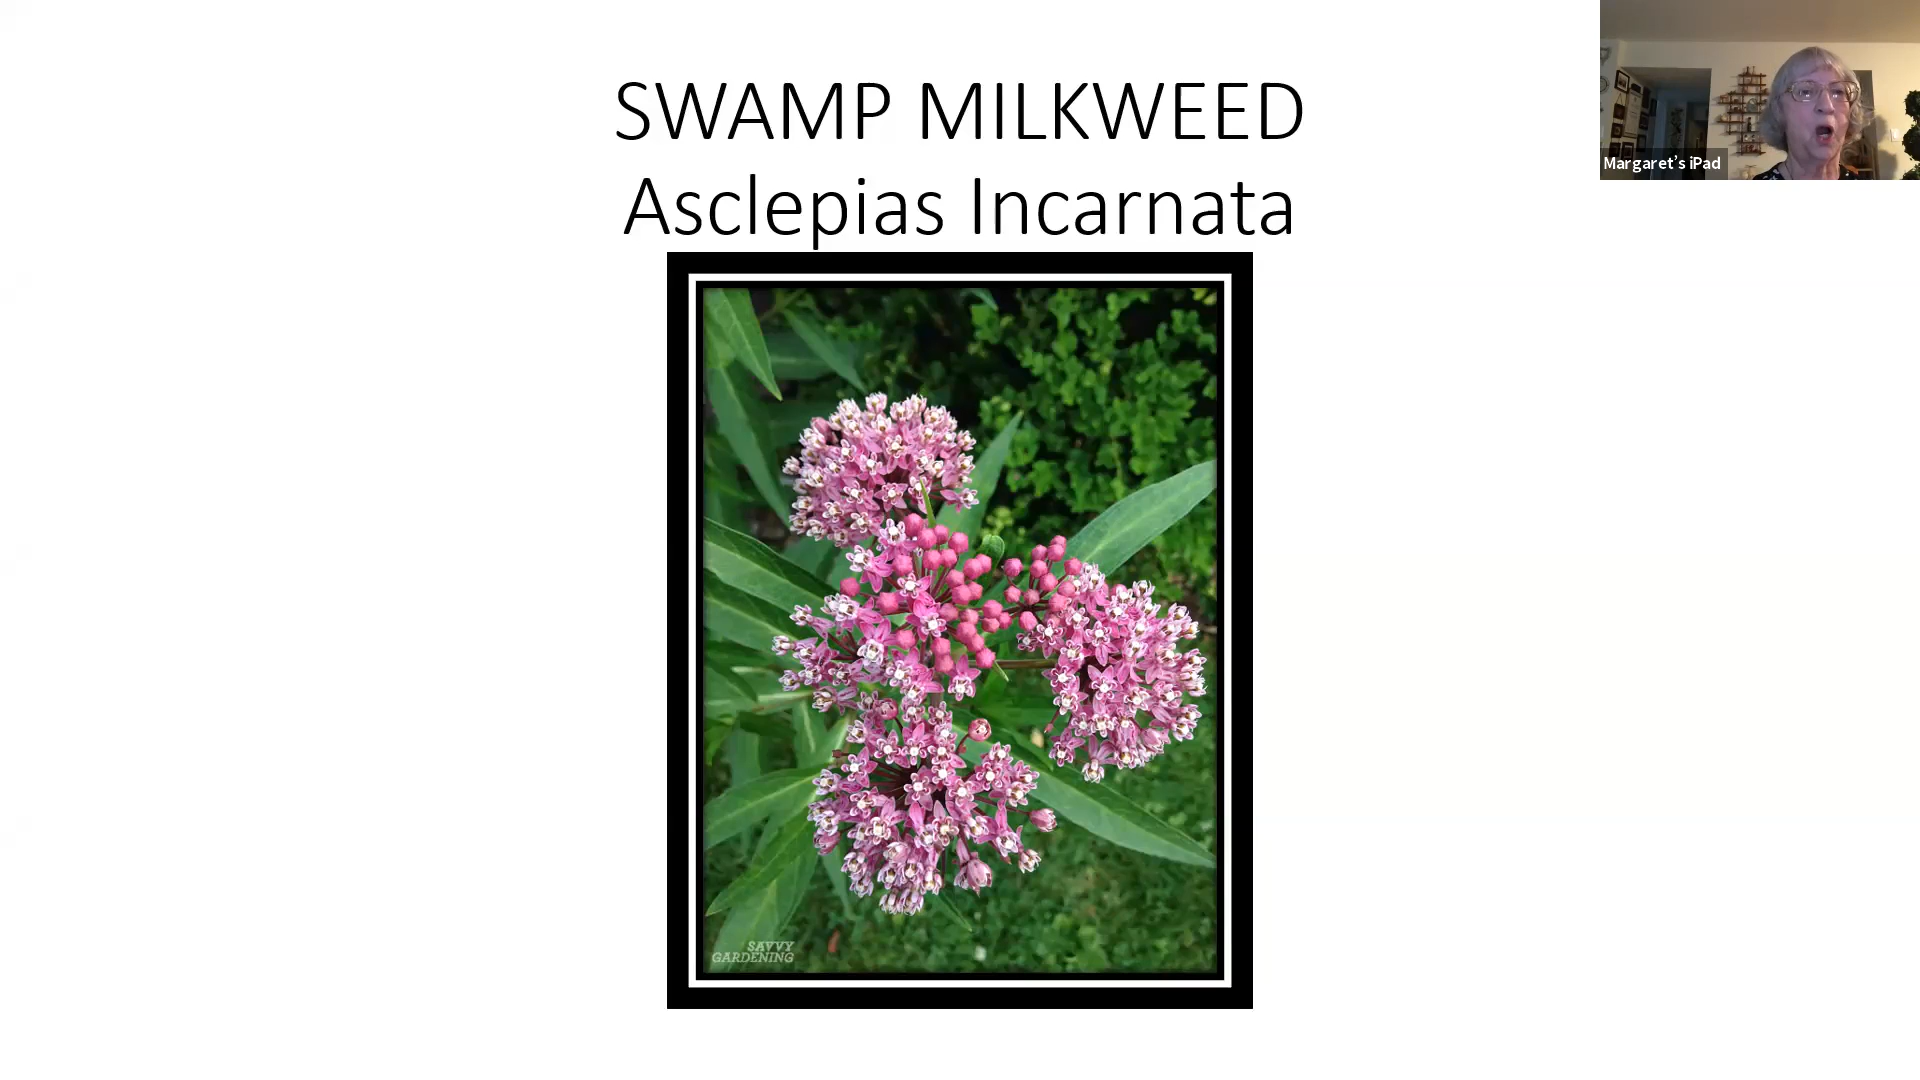 SWAMP MILKWEED
Asclepias Incarnata
Margaret’s iPad
SAVVY
GARDENING